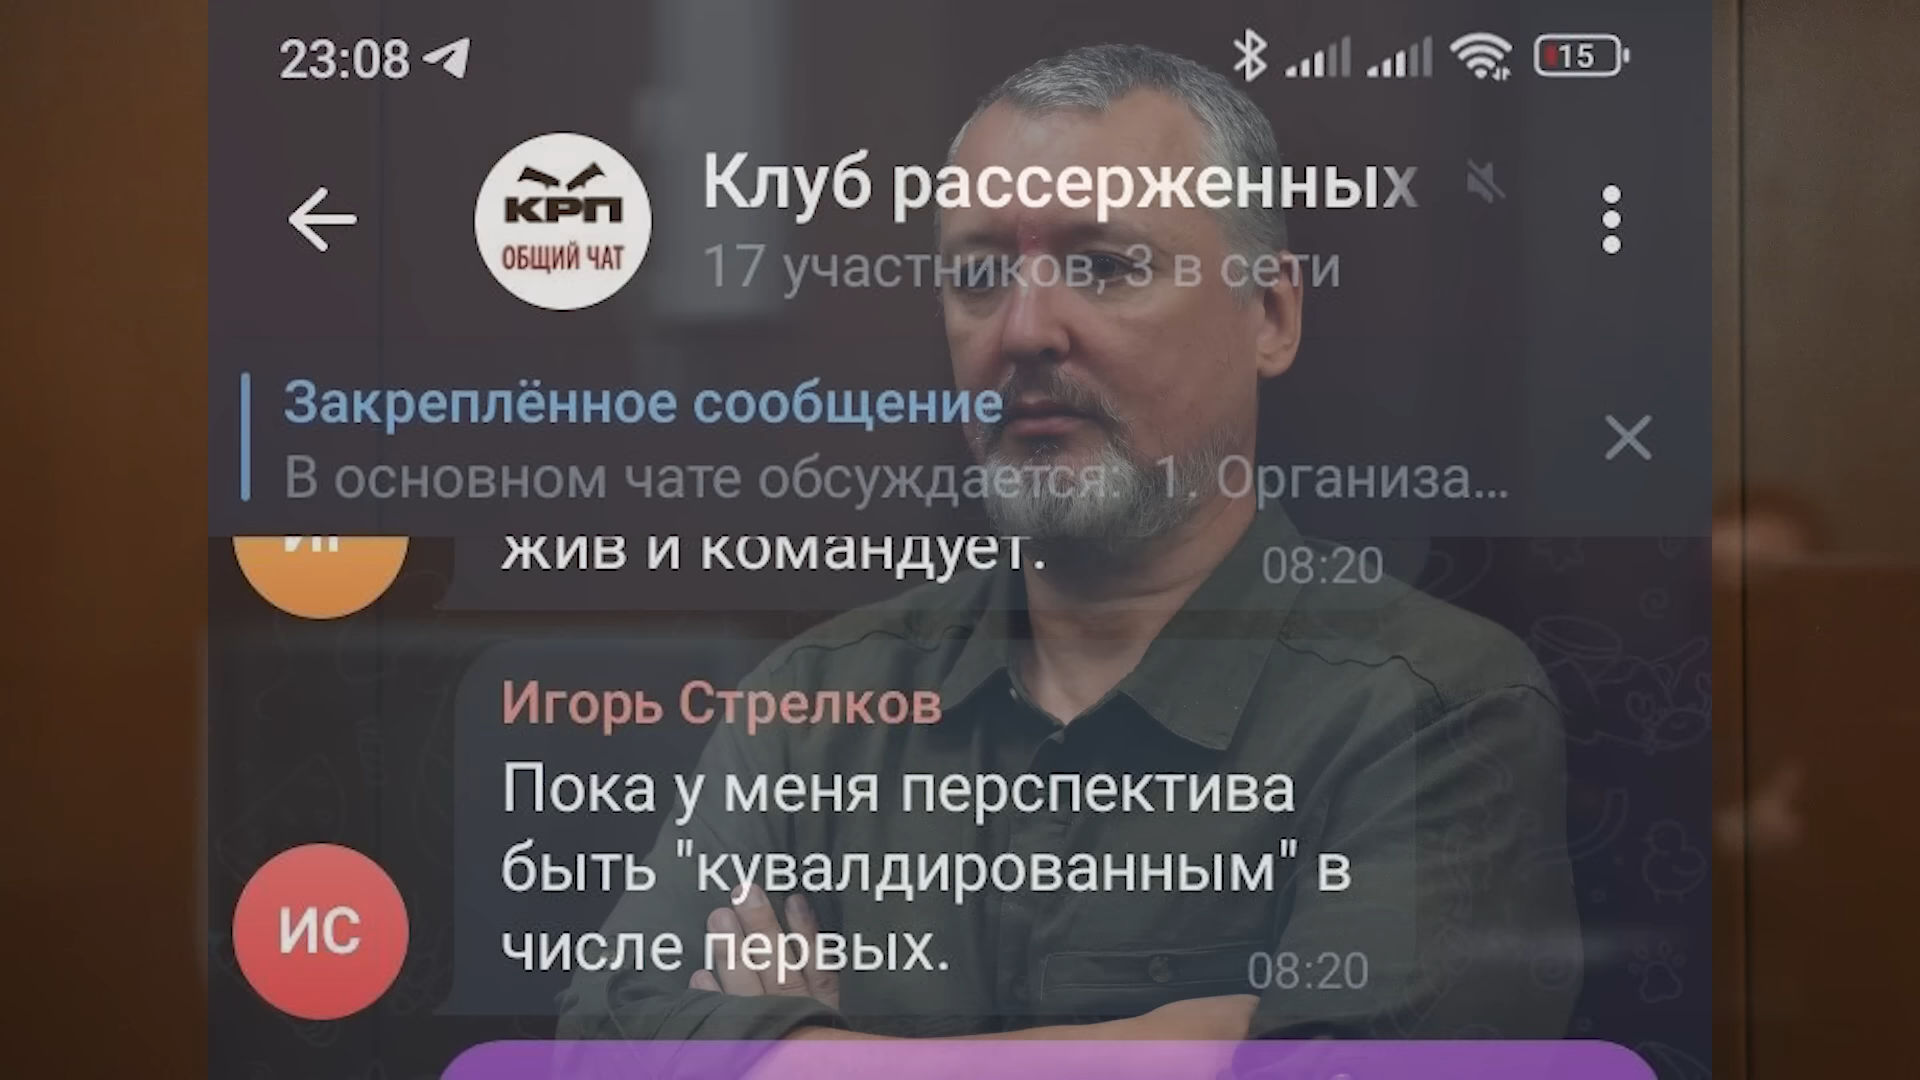 23:08
15
КРП
ОБЩИЙ ЧАТ
Клуб рассерженных
17 участников, 3 в сети
Закреплённое сообщение
В основном чате обсуждается: 1. Организа...
жив и командует.
08:20
Игорь Стрелков
Пока у меня перспектива
быть "кувалдированным" в
числе первых.
08:20
ИС